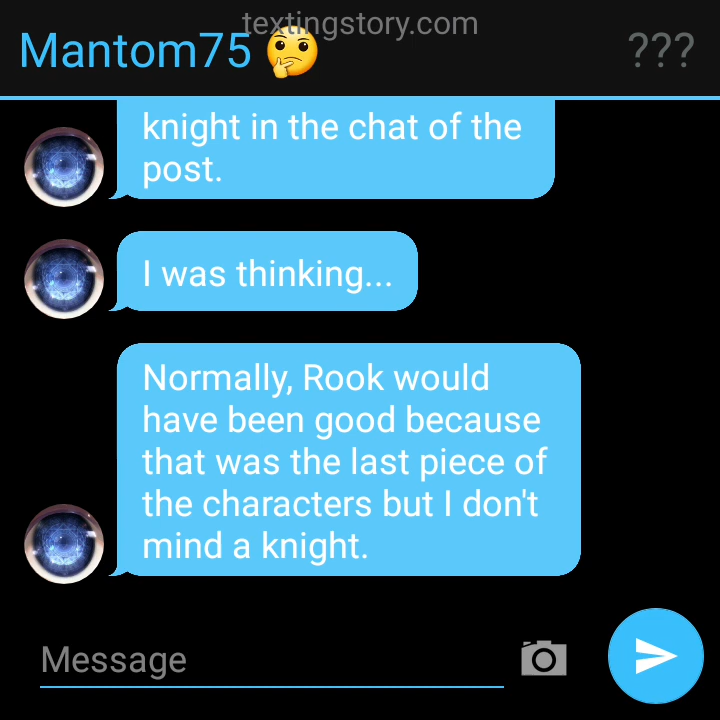 textingstory.com
Mantom75 🤔
???
knight in the chat of the
post.
I was thinking...
Normally, Rook would
have been good because
that was the last piece of
the characters but I don't
mind a knight.
Message